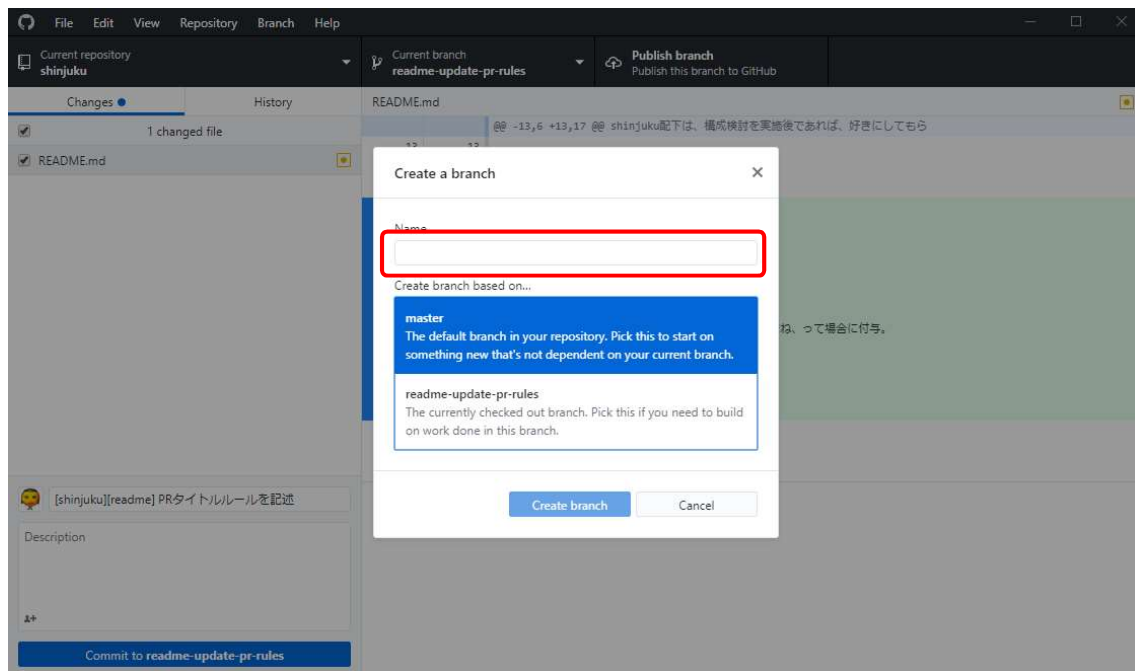 File Edit View Repository Branch Help
Current repository
shinjuku
Current branch
readme-update-pr-rules
Publish branch
Publish this branch to GitHub
Changes
History
README.md
1 changed file
README.md
@@ -13,6 +13,17 @@ shinjuku配下は、構成検討を実施後であれば、好きにしてもら
13 13
Create a branch
Name
Create branch based on...
master
The default branch in your repository. Pick this to start on
something new that's not dependent on your current branch.
ね、って場合に付与。
readme-update-pr-rules
The currently checked out branch. Pick this if you need to build
on work done in this branch.
Create branch
Cancel
[shinjuku][readme] PRタイトルルールを記述
Description
Commit to readme-update-pr-rules